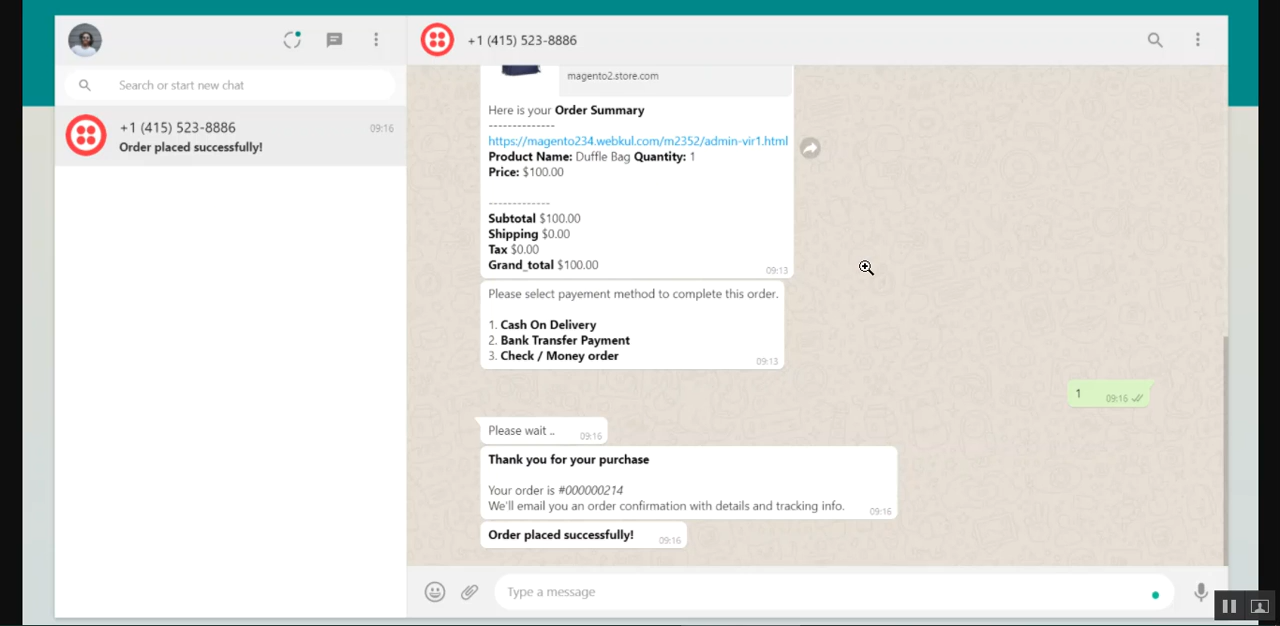 +1 (415) 523-8886
Search or start new chat
+1 (415) 523-8886
09:16
Order placed successfully!
magento2.store.com
Here is your Order Summary
--------------
https://magento234.webkul.com/m2352/admin-vir1.html
Product Name: Duffle Bag Quantity: 1
Price: $100.00
-------------
Subtotal $100.00
Shipping $0.00
Tax $0.00
Grand_total $100.00
09:13
Please select payement method to complete this order.
1. Cash On Delivery
2. Bank Transfer Payment
3. Check / Money order
09:13
1 09:16
Please wait .. 09:16
Thank you for your purchase
Your order is #000000214
We'll email you an order confirmation with details and tracking info. 09:16
Order placed successfully! 09:16
Type a message